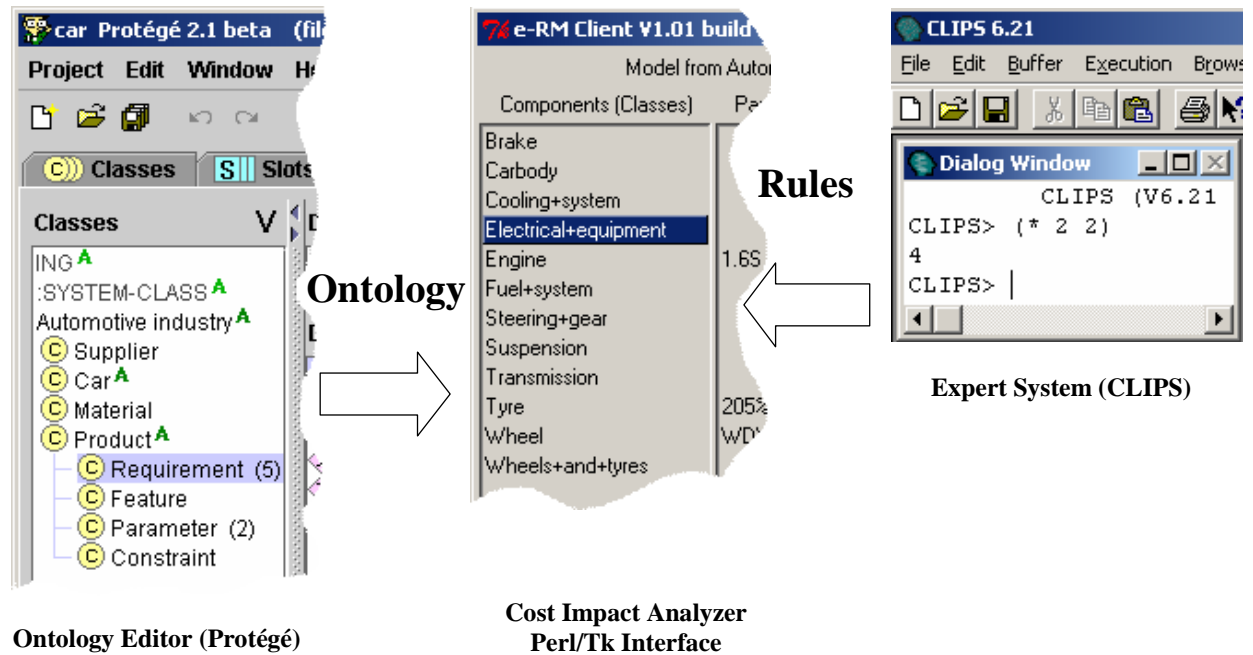 car Protégé 2.1 beta (fil
Project Edit Window
Classes Slots
Classes V
ING A
:SYSTEM-CLASS A
Automotive industry A
C Supplier
C Car A
C Material
C Product A
C Requirement (5)
C Feature
C Parameter (2)
C Constraint
Ontology Editor (Protégé)
Ontology
e-RM Client V1.01 build
Model from Autor
Components (Classes)
Brake
Carbody
Cooling+system
Electrical+equipment
Engine 1.6S
Fuel+system
Steering+gear
Suspension
Transmission
Tyre 205%
Wheel
Wheels+and+tyres
Cost Impact Analyzer
Perl/Tk Interface
Rules
CLIPS 6.21
File Edit Buffer Execution Brows
Dialog Window
CLIPS (V6.21
CLIPS> (* 2 2)
4
CLIPS>
Expert System (CLIPS)